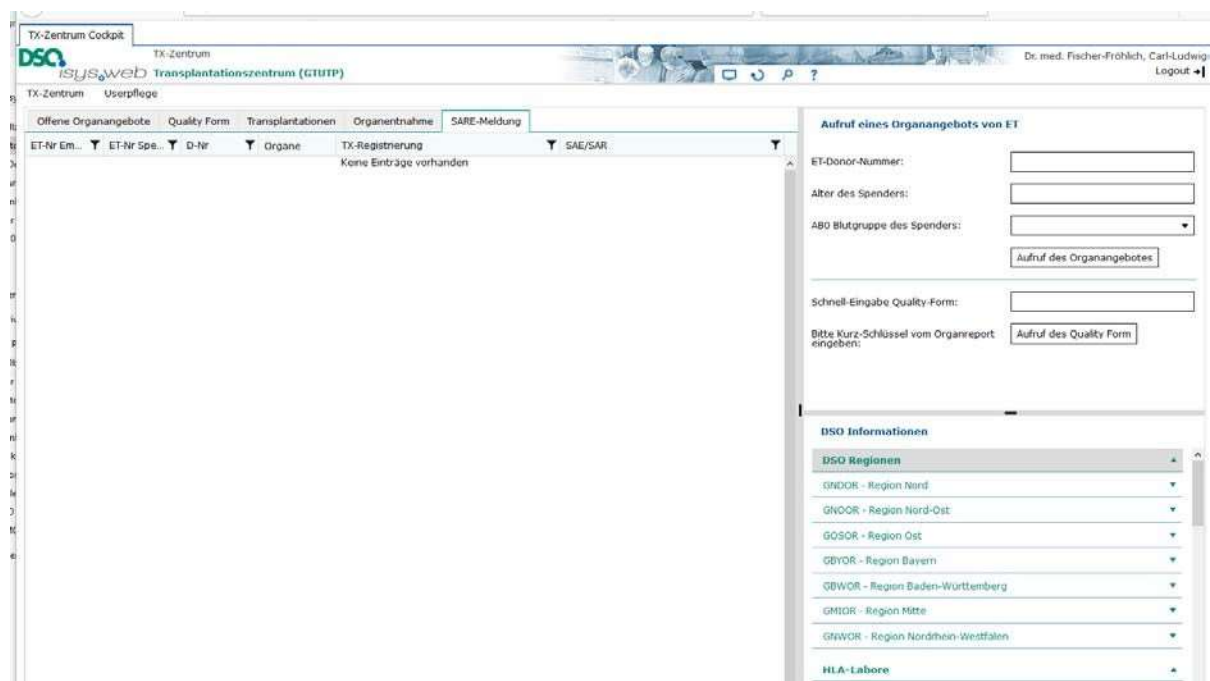 TX-Zentrum Cockpit
DSO
isys.web
TX-Zentrum
Transplantationszentrum (GTUTP)
?
Dr. med. Fischer-Fröhlich, Carl-Ludwig
Logout
TX-Zentrum Userpflege
Offene Organangebote Quality Form Transplantationen Organentnahme SARE-Meldung
ET-Nr Em... ET-Nr Spe... D-Nr Organe TX-Registrierung SAE/SAR
Keine Einträge vorhanden
Aufruf eines Organangebots von ET
ET-Donor-Nummer:
Alter des Spenders:
AB0 Blutgruppe des Spenders:
Aufruf des Organangebotes
Schnell-Eingabe Quality-Form:
Bitte Kurz-Schlüssel vom Organreport
eingeben:
Aufruf des Quality Form
DSO Informationen
DSO Regionen
GNDOR - Region Nord
GNOOR - Region Nord-Ost
GOSOR - Region Ost
GBYOR - Region Bayern
GBWOR - Region Baden-Württemberg
GMIOR - Region Mitte
GNWOR - Region Nordrhein-Westfalen
HLA-Labore